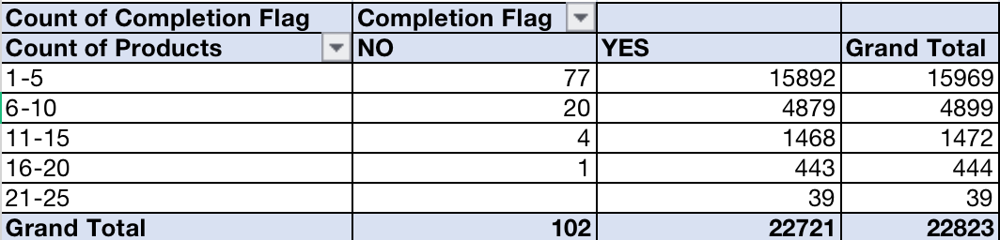 Count of Completion Flag Completion Flag
Count of Products NO YES Grand Total
1-5 77 15892 15969
6-10 20 4879 4899
11-15 4 1468 1472
16-20 1 443 444
21-25 39 39
Grand Total 102 22721 22823